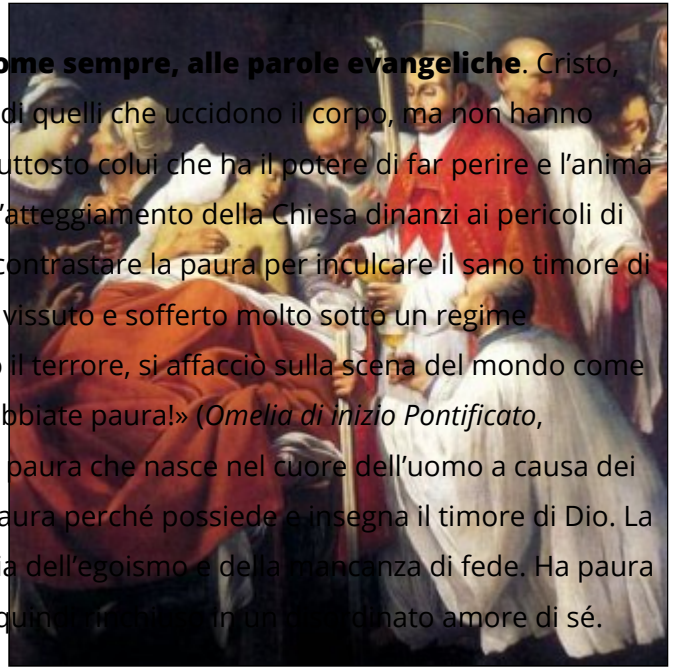 ome sempre, alle parole evangeliche. Cristo,
di quelli che uccidono il corpo, ma non hanno
uttosto colui che ha il potere di far perire e l’anima
’atteggiamento della Chiesa dinanzi ai pericoli di
contrastare la paura per inculcare il sano timore di
vissuto e sofferto molto sotto un regime
il terrore, si affacciò sulla scena del mondo come
bbiate paura!» (Omelia di inizio Pontificato,
paura che nasce nel cuore dell’uomo a causa dei
aura perché possiede e insegna il timore di Dio. La
ia dell’egoismo e della mancanza di fede. Ha paura
in un amore di sé.